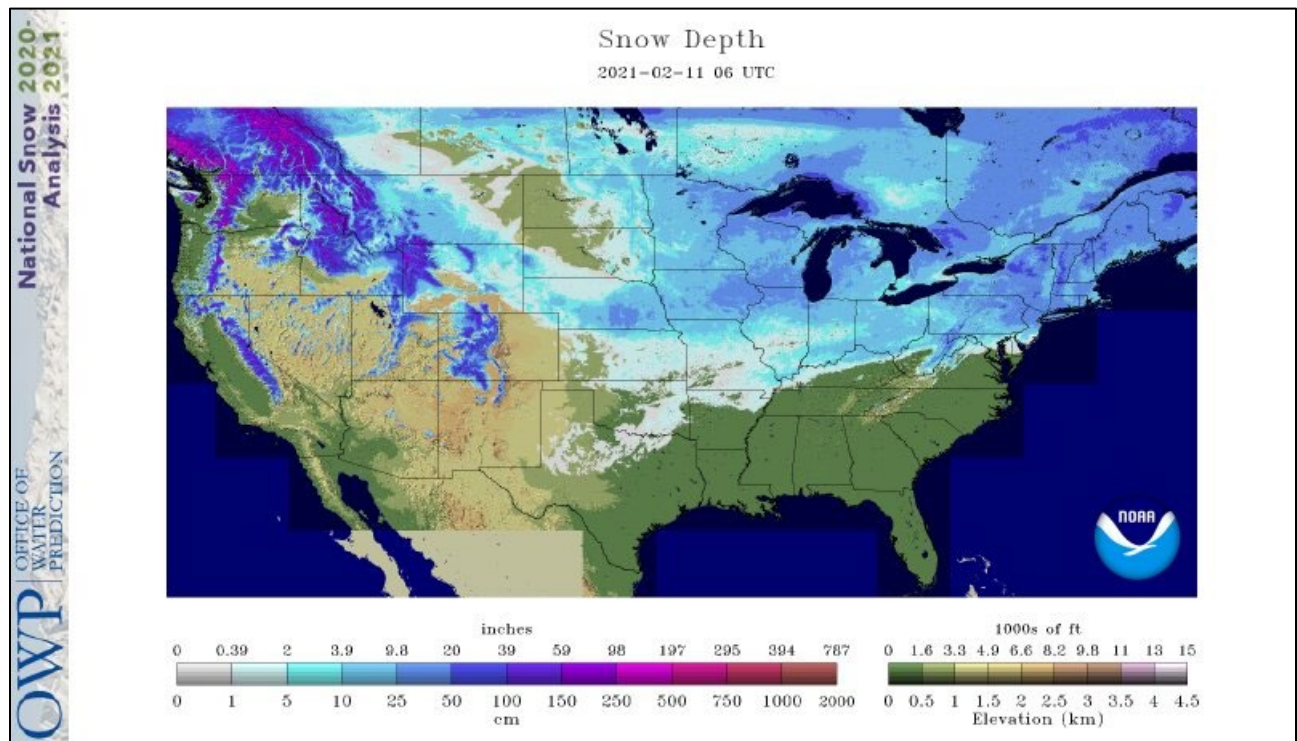 National Snow 2020-
Analysis 2021
OWP
OFFICE OF
WATER
PREDICTION
Snow Depth
2021-02-11 06 UTC
NOAA
inches
0 0.39 2 3.9 9.8 20 39 59 98 197 295 394 787
0 1 5 10 25 50 100 150 250 500 750 1000 2000
cm
1000s of ft
0 1.6 3.3 4.9 6.6 8.2 9.8 11 13 15
0 0.5 1 1.5 2 2.5 3 3.5 4 4.5
Elevation (km)